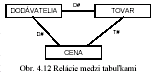 DODÁVATELIA D# TOVAR
D# T#
CENA
Obr. 4.12 Relácie medzi tabuľkami